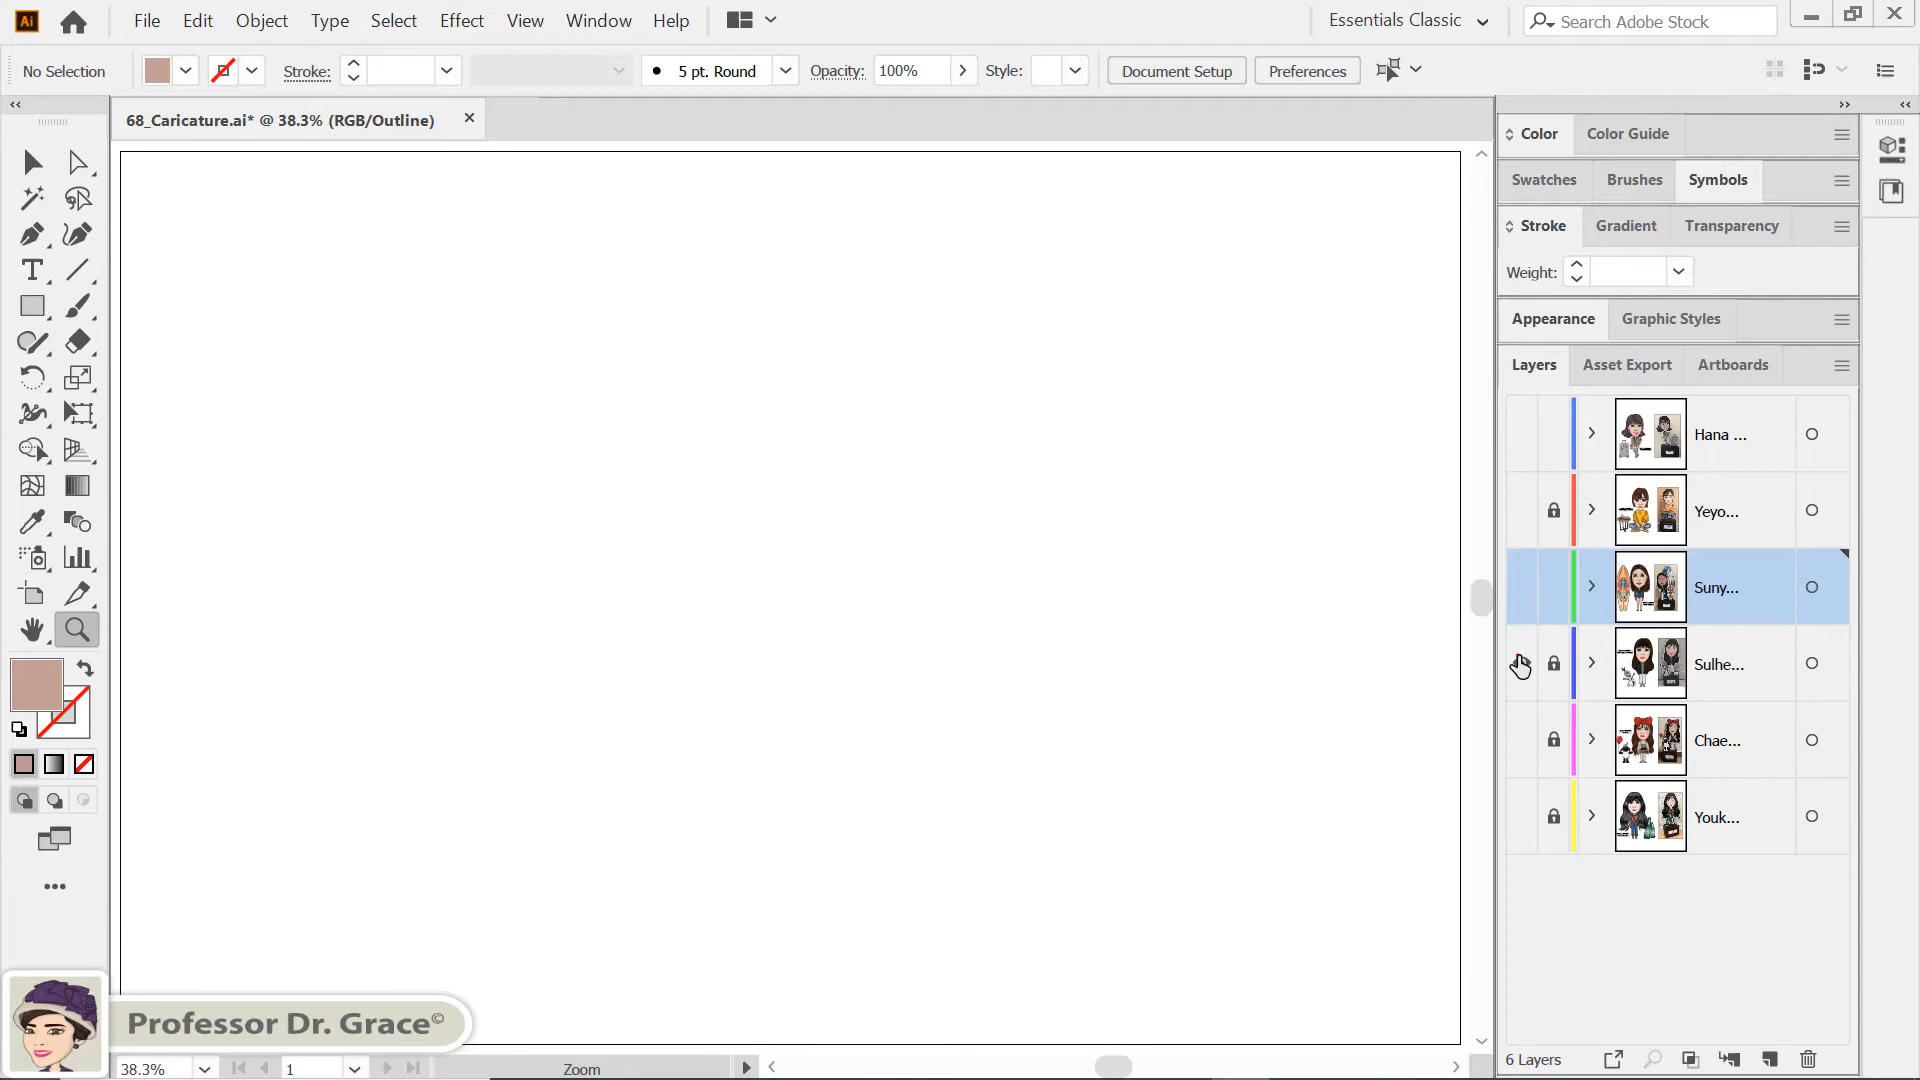 Ai File Edit Object Type Select Effect View Window Help Essentials Classic Search Adobe Stock
No Selection Stroke: 5 pt. Round Opacity: 100% Style: Document Setup Preferences
68_Caricature.ai* @ 38.3% (RGB/Outline)
Color Color Guide
Swatches Brushes Symbols
Stroke Gradient Transparency
Weight:
Appearance Graphic Styles
Layers Asset Export Artboards
Hana ...
Yeyo...
Suny...
Sulhe...
Chae...
Youk...
Professor Dr. Grace©
38.3% 1 Zoom 6 Layers